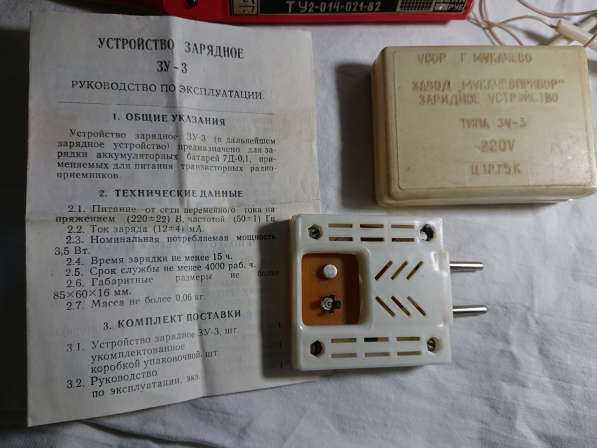 ТУ2-014-021-82
УСТРОЙСТВО ЗАРЯДНОЕ
ЗУ-3
РУКОВОДСТВО ПО ЭКСПЛУАТАЦИИ.
1. ОБЩИЕ УКАЗАНИЯ
Устройство зарядное ЗУ-3 (в дальнейшем
зарядное устройство) предназначено для за-
рядки аккумуляторных батарей 7Д-0,1, при-
меняемых для питания транзисторных радио-
приемников.
2. ТЕХНИЧЕСКИЕ ДАННЫЕ
2.1. Питание от сети переменного тока на-
пряжением (220±22) В, частотой (50±1) Гц
2.2. Ток заряда (12±4) мА.
2.3. Номинальная потребляемая мощность
3,5 Вт.
2.4. Время зарядки не менее 15 ч.
2.5. Срок службы не менее 4000 раб. ч.
2.6. Габаритные размеры не более
85×60×16 мм.
2.7. Масса не более 0,06 кг.
3. КОМПЛЕКТ ПОСТАВКИ
3.1. Устройство зарядное ЗУ-3, шт.
укомплектованное
коробкой упаковочной, шт.
3.2. Руководство
по эксплуатации, экз.
УССР Г. МУКАЧЕВО
ЗАВОД „МУКАЧЕВПРИБОР"
ЗАРЯДНОЕ УСТРОЙСТВО
ТИПА ЗУ-3
~220V